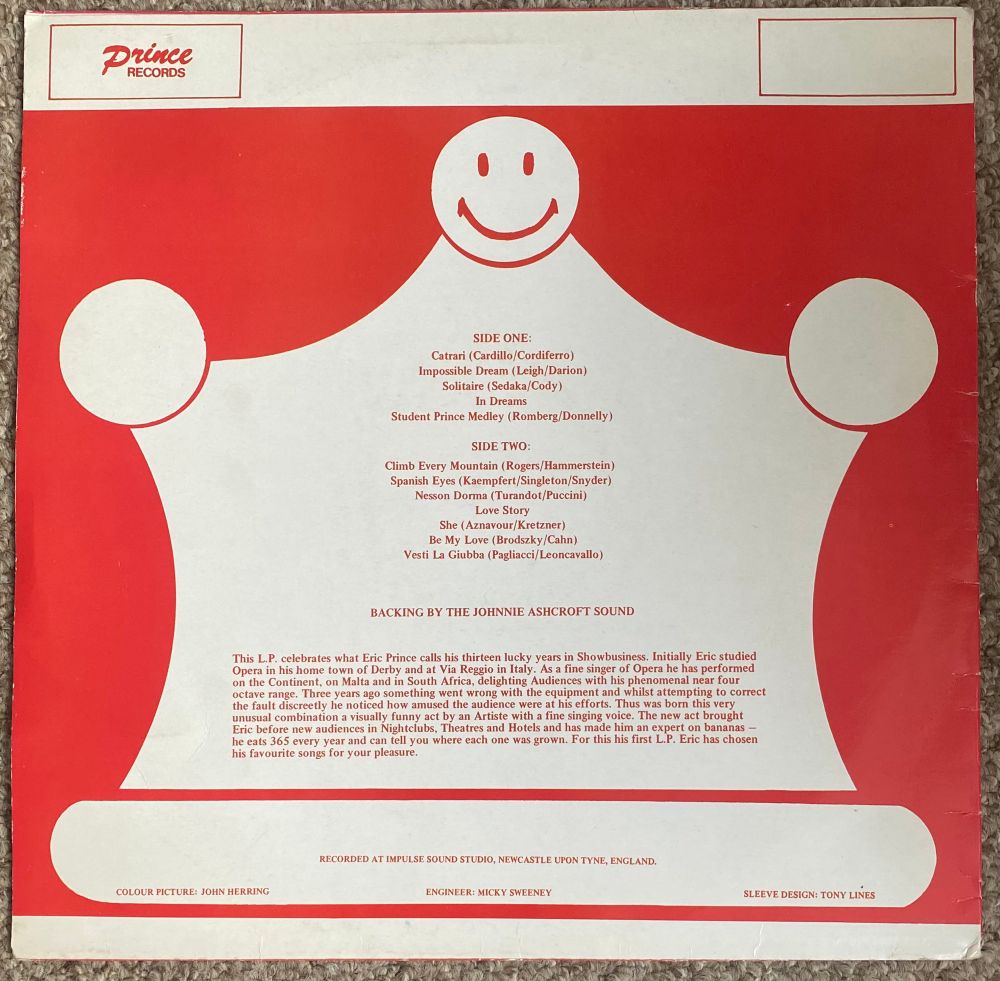 Prince
RECORDS
SIDE ONE:
Catrari (Cardillo/Cordiferro)
Impossible Dream (Leigh/Darion)
Solitaire (Sedaka/Cody)
In Dreams
Student Prince Medley (Romberg/Donnelly)
SIDE TWO:
Climb Every Mountain (Rogers/Hammerstein)
Spanish Eyes (Kaempfert/Singleton/Snyder)
Nesson Dorma (Turandot/Puccini)
Love Story
She (Aznavour/Kretzner)
Be My Love (Brodszky/Cahn)
Vesti La Giubba (Pagliacci/Leoncavallo)
BACKING BY THE JOHNNIE ASHCROFT SOUND
This L.P. celebrates what Eric Prince calls his thirteen lucky years in Showbusiness. Initially Eric studied
Opera in his home town of Derby and at Via Reggio in Italy. As a fine singer of Opera he has performed
on the Continent, on Malta and in South Africa, delighting Audiences with his phenomenal near four
octave range. Three years ago something went wrong with the equipment and whilst attempting to correct
the fault discreetly he noticed how amused the audience were at his efforts. Thus was born this very
unusual combination a visually funny act by an Artiste with a fine singing voice. The new act brought
Eric before new audiences in Nightclubs, Theatres and Hotels and has made him an expert on bananas —
he eats 365 every year and can tell you where each one was grown. For this his first L.P. Eric has chosen
his favourite songs for your pleasure.
RECORDED AT IMPULSE SOUND STUDIO, NEWCASTLE UPON TYNE, ENGLAND.
COLOUR PICTURE: JOHN HERRING
ENGINEER: MICKY SWEENEY
SLEEVE DESIGN: TONY LINES